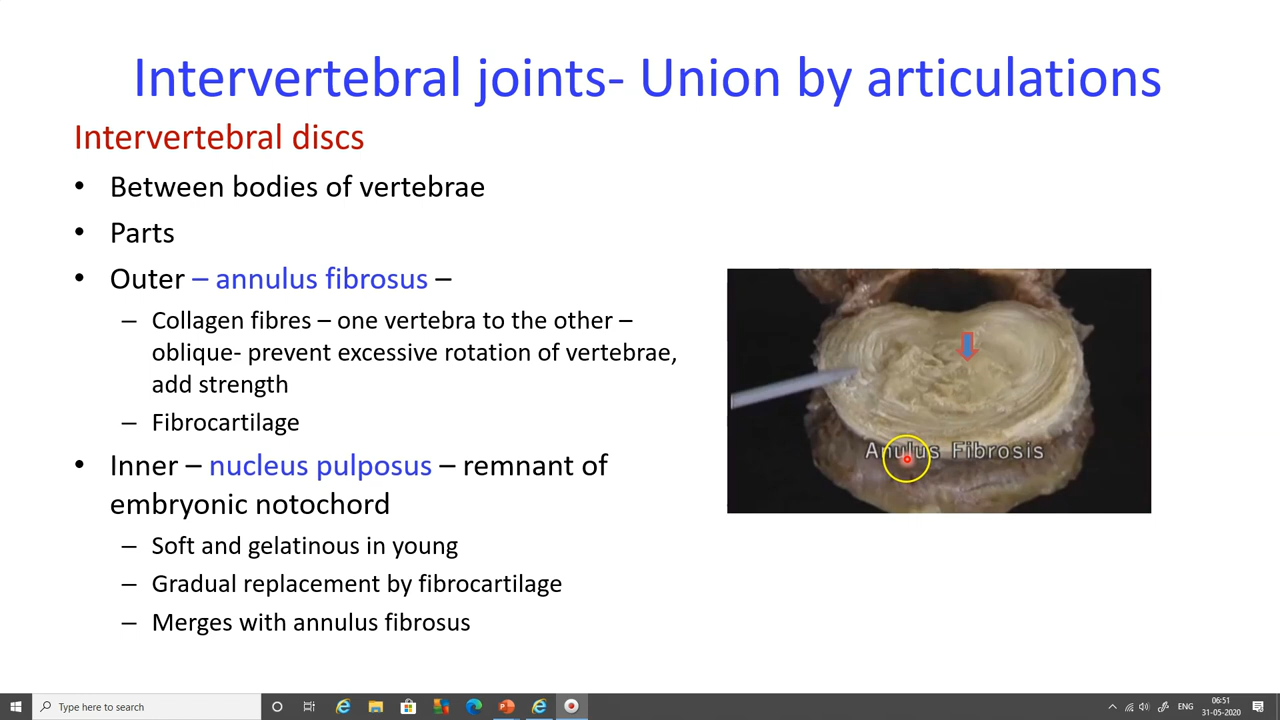 Intervertebral joints- Union by articulations
Intervertebral discs
• Between bodies of vertebrae
• Parts
• Outer – annulus fibrosus –
– Collagen fibres – one vertebra to the other –
oblique- prevent excessive rotation of vertebrae,
add strength
– Fibrocartilage
• Inner – nucleus pulposus – remnant of
embryonic notochord
– Soft and gelatinous in young
– Gradual replacement by fibrocartilage
– Merges with annulus fibrosus
Anulus Fibrosis
Type here to search
ENG
06:51
31-05-2020